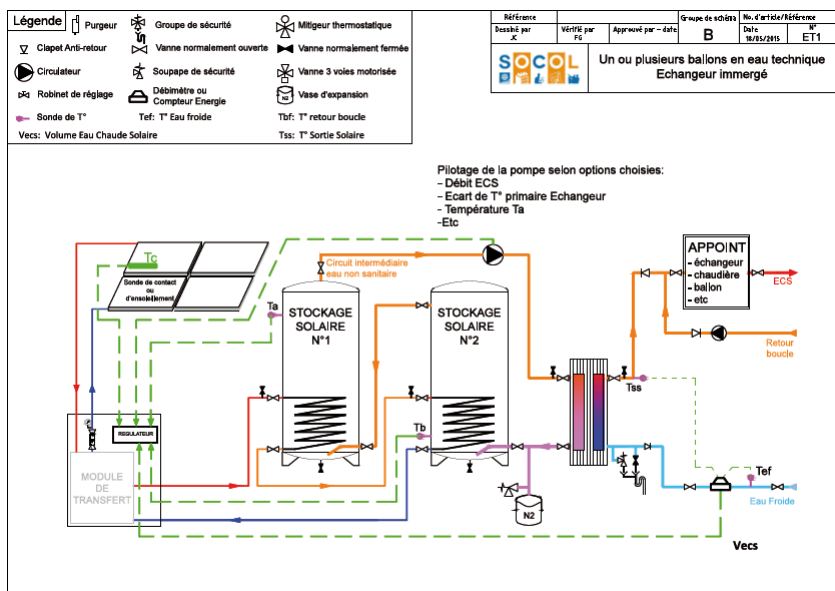 Légende
Purgeur
Groupe de sécurité
Mitigeur thermostatique
Clapet Anti-retour
Vanne normalement ouverte
Vanne normalement fermée
Circulateur
Soupape de sécurité
Vanne 3 voies motorisée
Robinet de réglage
Débimètre ou
Compteur Energie
N2
Vase d'expansion
Sonde de T°
Tef: T° Eau froide
Tbf: T° retour boucle
Vecs: Volume Eau Chaude Solaire
Tss: T° Sortie Solaire
Référence
Groupe de schéma
No. d'article/Référence
Dessiné par
JC
Vérifié par
FG
Approuvé par - date
B
Date
18/05/2015
N°
ET1
SOCOL
Un ou plusieurs ballons en eau technique
Echangeur immergé
Pilotage de la pompe selon options choisies:
- Débit ECS
- Ecart de T° primaire Echangeur
- Température Ta
-Etc
Tc
Sonde de contact
ou
d'ensoleillement
Circuit intermédiaire
eau non sanitaire
APPOINT
- échangeur
- chaudière
- ballon
- etc
ECS
Ta
STOCKAGE
SOLAIRE
N°1
STOCKAGE
SOLAIRE
N°2
Retour
boucle
Tss
REGULATEUR
Tb
MODULE
DE
TRANSFERT
Tef
N2
Eau Froide
Vecs